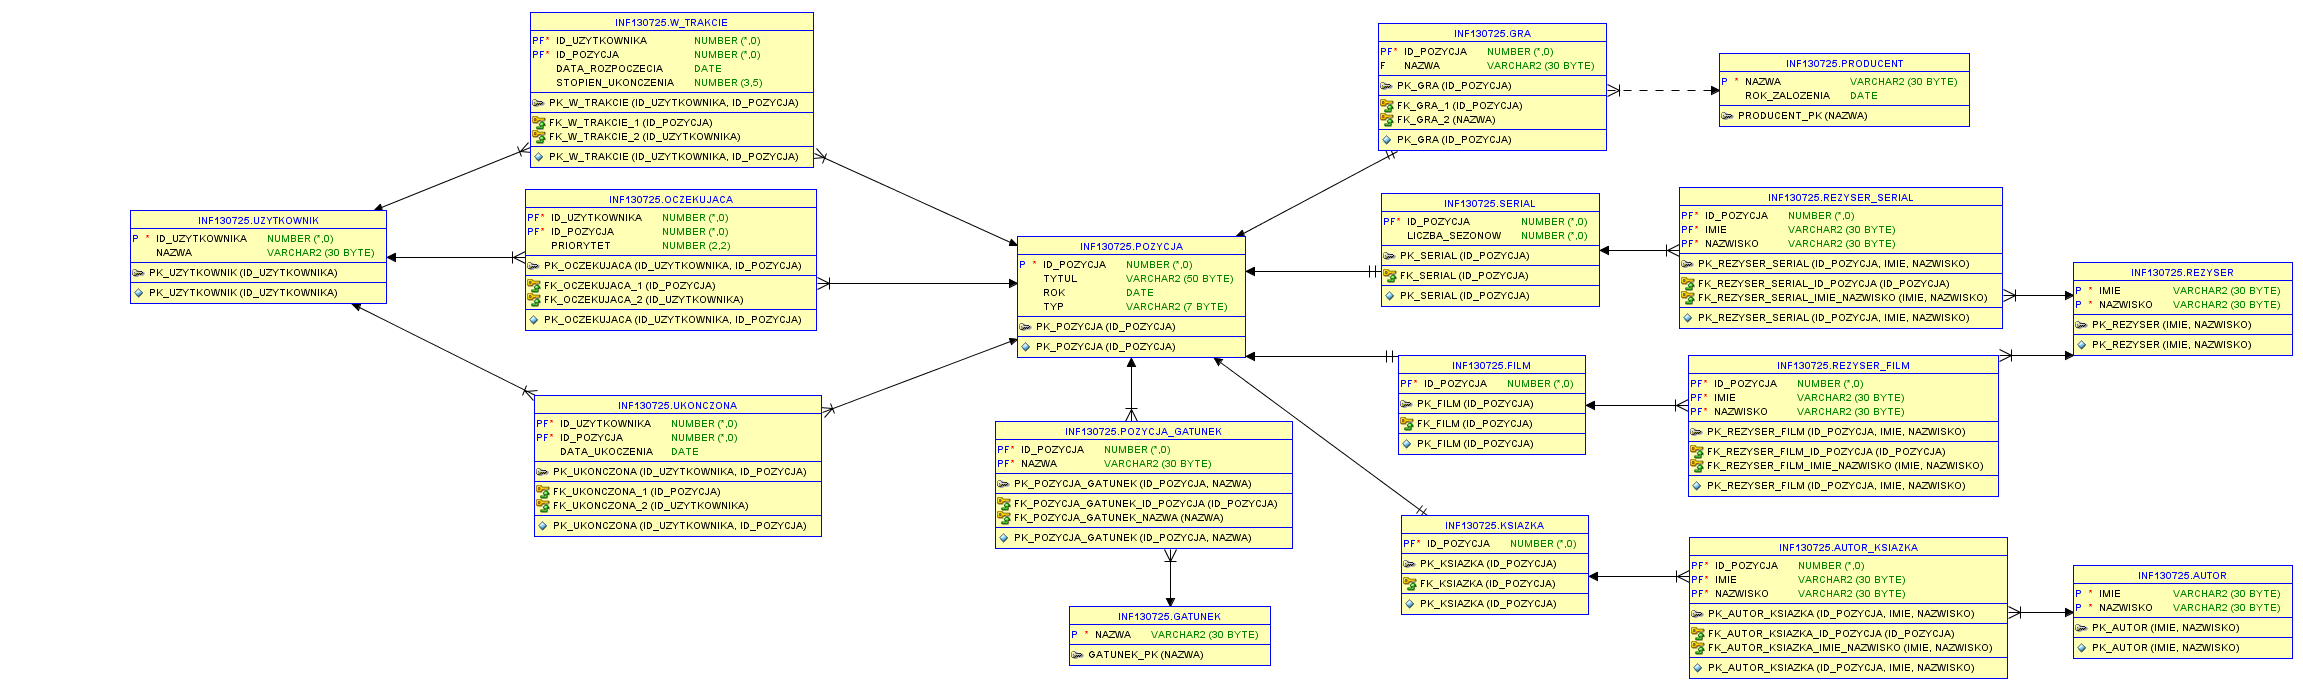 INF130725.W_TRAKCIE
PF* ID_UZYTKOWNIKA NUMBER (*,0)
PF* ID_POZYCJA NUMBER (*,0)
DATA_ROZPOCZECIA DATE
STOPIEN_UKONCZENIA NUMBER (3,5)
PK_W_TRAKCIE (ID_UZYTKOWNIKA, ID_POZYCJA)
FK_W_TRAKCIE_1 (ID_POZYCJA)
FK_W_TRAKCIE_2 (ID_UZYTKOWNIKA)
PK_W_TRAKCIE (ID_UZYTKOWNIKA, ID_POZYCJA)
INF130725.UZYTKOWNIK
P * ID_UZYTKOWNIKA NUMBER (*,0)
NAZWA VARCHAR2 (30 BYTE)
PK_UZYTKOWNIK (ID_UZYTKOWNIKA)
PK_UZYTKOWNIK (ID_UZYTKOWNIKA)
INF130725.OCZEKUJACA
PF* ID_UZYTKOWNIKA NUMBER (*,0)
PF* ID_POZYCJA NUMBER (*,0)
PRIORYTET NUMBER (2,2)
PK_OCZEKUJACA (ID_UZYTKOWNIKA, ID_POZYCJA)
FK_OCZEKUJACA_1 (ID_POZYCJA)
FK_OCZEKUJACA_2 (ID_UZYTKOWNIKA)
PK_OCZEKUJACA (ID_UZYTKOWNIKA, ID_POZYCJA)
INF130725.UKONCZONA
PF* ID_UZYTKOWNIKA NUMBER (*,0)
PF* ID_POZYCJA NUMBER (*,0)
DATA_UKOCZENIA DATE
PK_UKONCZONA (ID_UZYTKOWNIKA, ID_POZYCJA)
FK_UKONCZONA_1 (ID_POZYCJA)
FK_UKONCZONA_2 (ID_UZYTKOWNIKA)
PK_UKONCZONA (ID_UZYTKOWNIKA, ID_POZYCJA)
INF130725.POZYCJA
P * ID_POZYCJA NUMBER (*,0)
TYTUL VARCHAR2 (50 BYTE)
ROK DATE
TYP VARCHAR2 (7 BYTE)
PK_POZYCJA (ID_POZYCJA)
PK_POZYCJA (ID_POZYCJA)
INF130725.POZYCJA_GATUNEK
PF* ID_POZYCJA NUMBER (*,0)
PF* NAZWA VARCHAR2 (30 BYTE)
PK_POZYCJA_GATUNEK (ID_POZYCJA, NAZWA)
FK_POZYCJA_GATUNEK_ID_POZYCJA (ID_POZYCJA)
FK_POZYCJA_GATUNEK_NAZWA (NAZWA)
PK_POZYCJA_GATUNEK (ID_POZYCJA, NAZWA)
INF130725.GATUNEK
P * NAZWA VARCHAR2 (30 BYTE)
GATUNEK_PK (NAZWA)
INF130725.GRA
PF* ID_POZYCJA NUMBER (*,0)
F NAZWA VARCHAR2 (30 BYTE)
PK_GRA (ID_POZYCJA)
FK_GRA_1 (ID_POZYCJA)
FK_GRA_2 (NAZWA)
PK_GRA (ID_POZYCJA)
INF130725.PRODUCENT
P * NAZWA VARCHAR2 (30 BYTE)
ROK_ZALOZENIA DATE
PRODUCENT_PK (NAZWA)
INF130725.SERIAL
PF* ID_POZYCJA NUMBER (*,0)
LICZBA_SEZONOW NUMBER (*,0)
PK_SERIAL (ID_POZYCJA)
FK_SERIAL (ID_POZYCJA)
PK_SERIAL (ID_POZYCJA)
INF130725.REZYSER_SERIAL
PF* ID_POZYCJA NUMBER (*,0)
PF* IMIE VARCHAR2 (30 BYTE)
PF* NAZWISKO VARCHAR2 (30 BYTE)
PK_REZYSER_SERIAL (ID_POZYCJA, IMIE, NAZWISKO)
FK_REZYSER_SERIAL_ID_POZYCJA (ID_POZYCJA)
FK_REZYSER_SERIAL_IMIE_NAZWISKO (IMIE, NAZWISKO)
PK_REZYSER_SERIAL (ID_POZYCJA, IMIE, NAZWISKO)
INF130725.REZYSER
P * IMIE VARCHAR2 (30 BYTE)
P * NAZWISKO VARCHAR2 (30 BYTE)
PK_REZYSER (IMIE, NAZWISKO)
PK_REZYSER (IMIE, NAZWISKO)
INF130725.FILM
PF* ID_POZYCJA NUMBER (*,0)
PK_FILM (ID_POZYCJA)
FK_FILM (ID_POZYCJA)
PK_FILM (ID_POZYCJA)
INF130725.REZYSER_FILM
PF* ID_POZYCJA NUMBER (*,0)
PF* IMIE VARCHAR2 (30 BYTE)
PF* NAZWISKO VARCHAR2 (30 BYTE)
PK_REZYSER_FILM (ID_POZYCJA, IMIE, NAZWISKO)
FK_REZYSER_FILM_ID_POZYCJA (ID_POZYCJA)
FK_REZYSER_FILM_IMIE_NAZWISKO (IMIE, NAZWISKO)
PK_REZYSER_FILM (ID_POZYCJA, IMIE, NAZWISKO)
INF130725.KSIAZKA
PF* ID_POZYCJA NUMBER (*,0)
PK_KSIAZKA (ID_POZYCJA)
FK_KSIAZKA (ID_POZYCJA)
PK_KSIAZKA (ID_POZYCJA)
INF130725.AUTOR_KSIAZKA
PF* ID_POZYCJA NUMBER (*,0)
PF* IMIE VARCHAR2 (30 BYTE)
PF* NAZWISKO VARCHAR2 (30 BYTE)
PK_AUTOR_KSIAZKA (ID_POZYCJA, IMIE, NAZWISKO)
FK_AUTOR_KSIAZKA_ID_POZYCJA (ID_POZYCJA)
FK_AUTOR_KSIAZKA_IMIE_NAZWISKO (IMIE, NAZWISKO)
PK_AUTOR_KSIAZKA (ID_POZYCJA, IMIE, NAZWISKO)
INF130725.AUTOR
P * IMIE VARCHAR2 (30 BYTE)
P * NAZWISKO VARCHAR2 (30 BYTE)
PK_AUTOR (IMIE, NAZWISKO)
PK_AUTOR (IMIE, NAZWISKO)